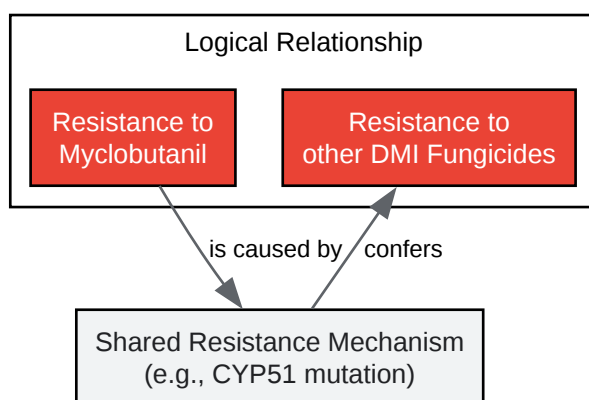 Logical Relationship
Resistance to
Myclobutanil
Resistance to
other DMI Fungicides
is caused by
confers
Shared Resistance Mechanism
(e.g., CYP51 mutation)